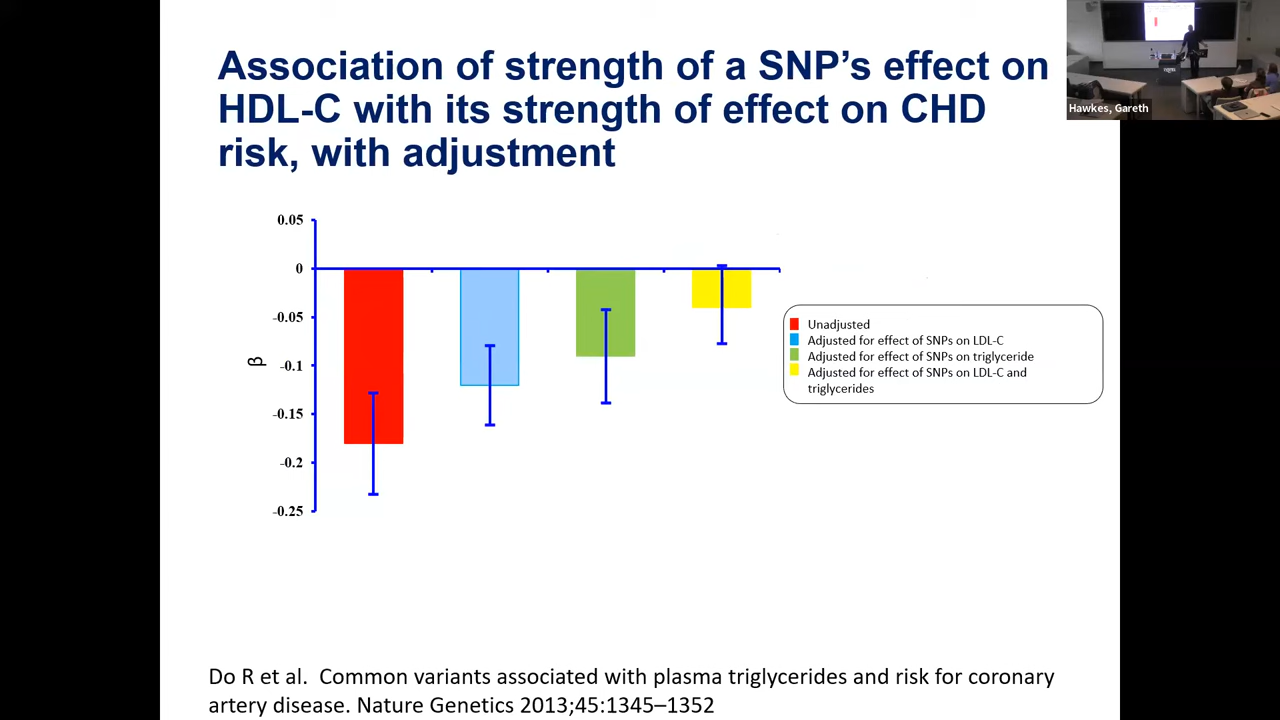 Association of strength of a SNP’s effect on
HDL-C with its strength of effect on CHD
risk, with adjustment
Hawkes, Gareth
0.05
0
-0.05
-0.1
-0.15
-0.2
-0.25
β
Unadjusted
Adjusted for effect of SNPs on LDL-C
Adjusted for effect of SNPs on triglyceride
Adjusted for effect of SNPs on LDL-C and
triglycerides
Do R et al.  Common variants associated with plasma triglycerides and risk for coronary
artery disease. Nature Genetics 2013;45:1345–1352